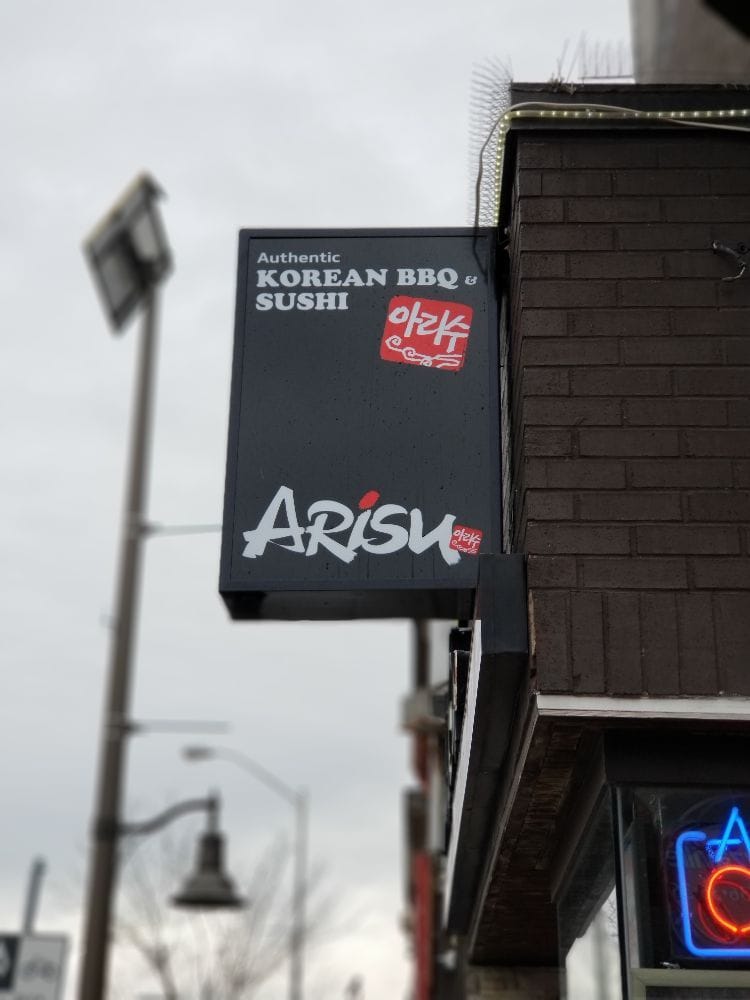 Authentic
KOREAN BBQ &
SUSHI
아리수
ARISU
아리수